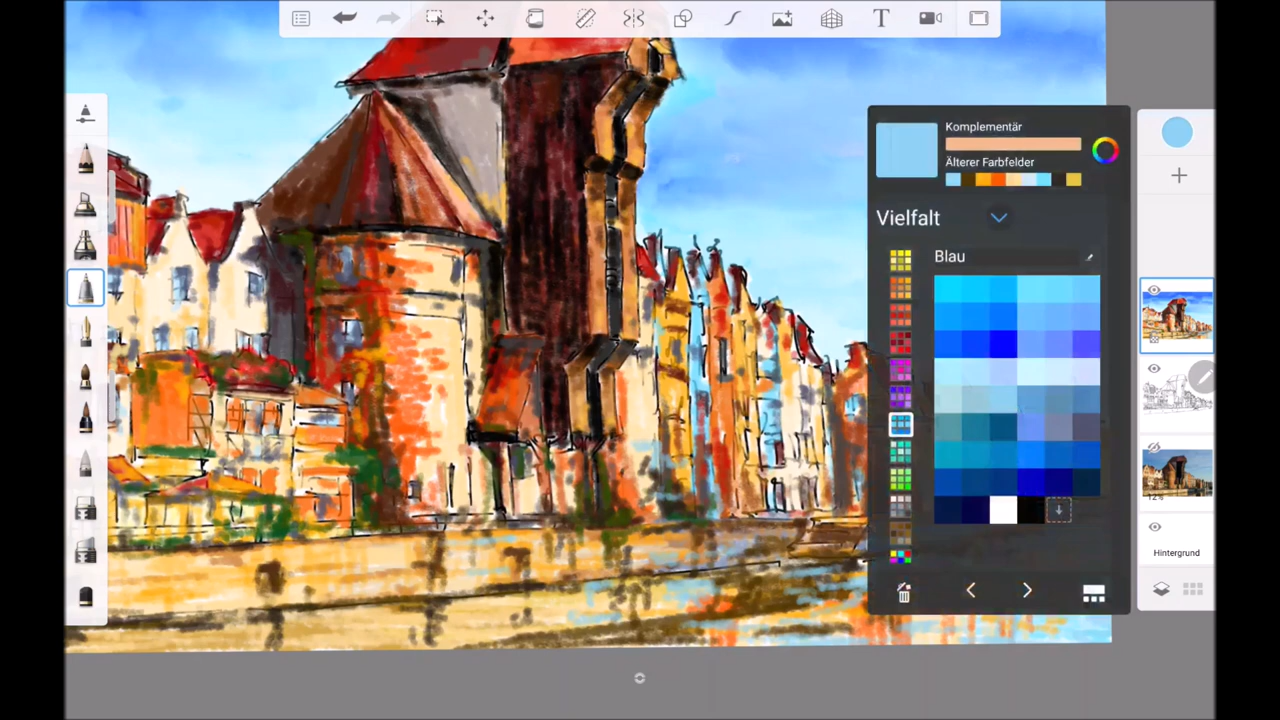 T
Komplementär
Älterer Farbfelder
Vielfalt
Blau
Hintergrund